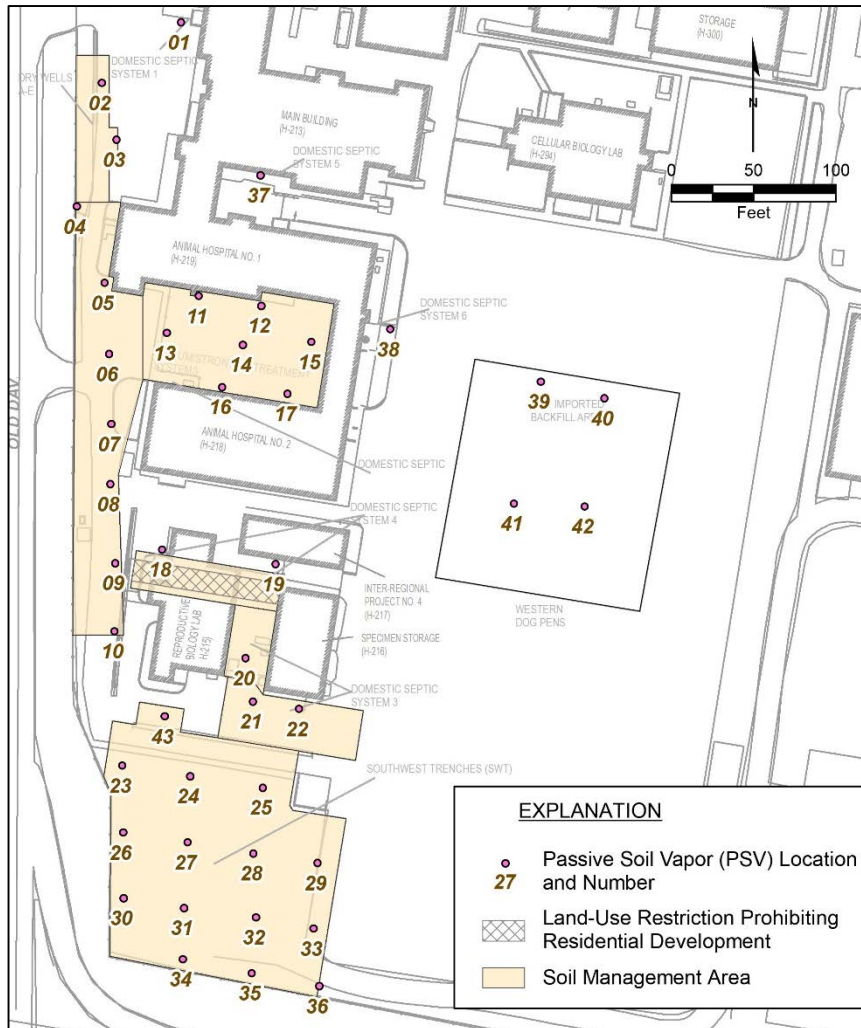 01
STORAGE
(H-300)
DOMESTIC SEPTIC
SYSTEM 1
DRY WELLS
A-E
02
03
MAIN BUILDING
(H-213)
CELLULAR BIOLOGY LAB
(H-294)
N
0 50 100
Feet
DOMESTIC SEPTIC
SYSTEM 5
37
04
ANIMAL HOSPITAL NO. 1
(H-219)
05
11
12
DOMESTIC SEPTIC
SYSTEM 6
38
13
14
15
06
TREATMENT
SYSTEMS
16
17
39
40
IMPORTED
BACKFILL AREA
OLD DAV
07
ANIMAL HOSPITAL NO. 2
(H-218)
DOMESTIC SEPTIC
08
41
42
DOMESTIC SEPTIC
SYSTEM 4
18
19
09
INTER-REGIONAL
PROJECT NO. 4
(H-217)
WESTERN
DOG PENS
10
REPRODUCTIVE
BIOLOGY LAB
(H-215)
SPECIMEN STORAGE
(H-216)
20
DOMESTIC SEPTIC
SYSTEM 3
21
22
43
23
24
25
SOUTHWEST TRENCHES (SWT)
26
27
28
29
30
31
32
33
34
35
36
EXPLANATION
27
Passive Soil Vapor (PSV) Location
and Number
Land-Use Restriction Prohibiting
Residential Development
Soil Management Area